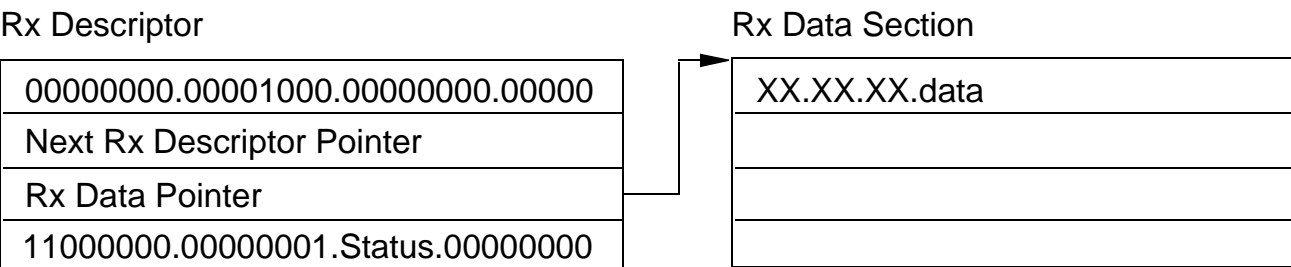 Rx Descriptor
00000000.00001000.00000000.00000
Next Rx Descriptor Pointer
Rx Data Pointer
11000000.00000001.Status.00000000
Rx Data Section
XX.XX.XX.data